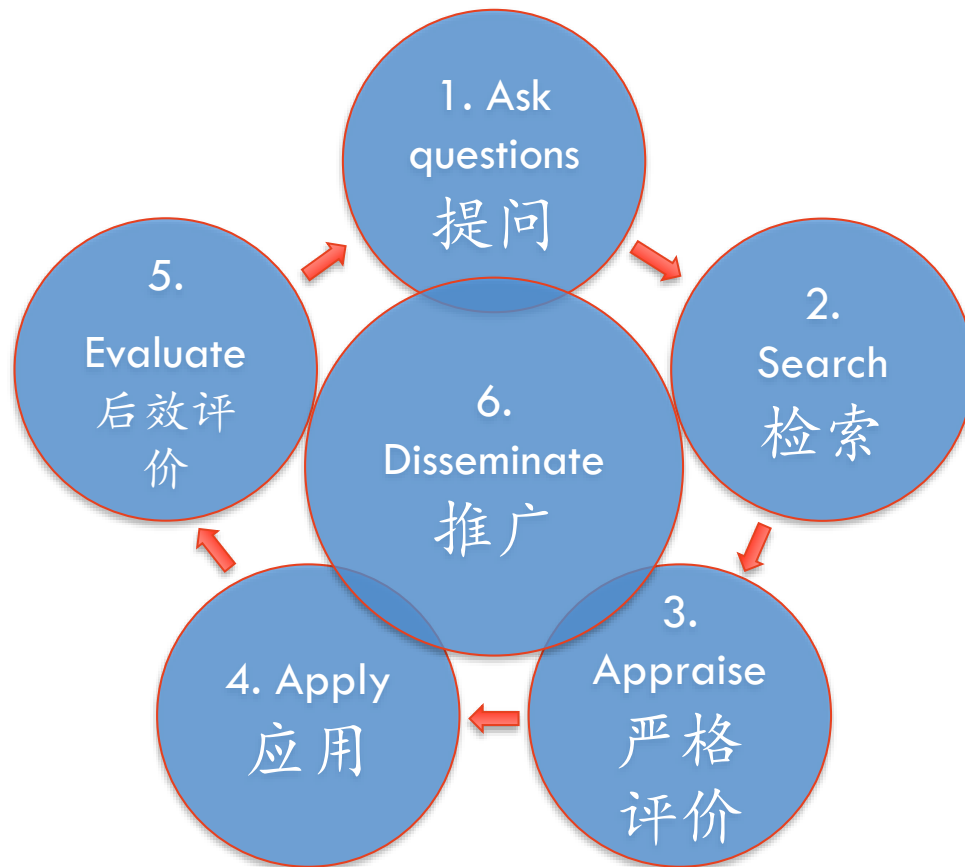 1. Ask
questions
提问
2.
Search
检索
3.
Appraise
严格
评价
4. Apply
应用
5.
Evaluate
后效评
价
6.
Disseminate
推广